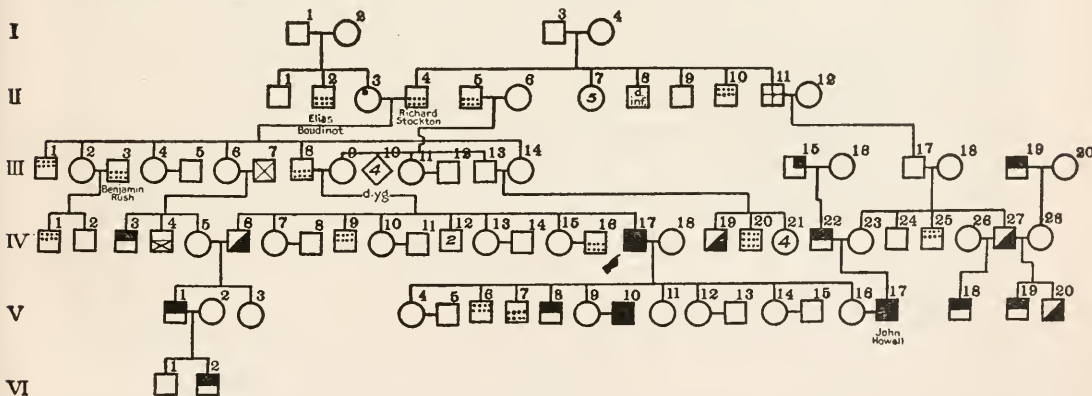 I 1 2 3 4
II 1 2 3 4 5 6 7 8 9 10 11 12
5 d. inf.
Elias Boudinot
Richard Stockton
III 1 2 3 4 5 6 7 8 9 10 11 12 13 14 15 16 17 18 19 20
4
Benjamin Rush
d.yg.
IV 1 2 3 4 5 6 7 8 9 10 11 12 13 14 15 16 17 18 19 20 21 22 23 24 25 26 27 28
2 4
V 1 2 3 4 5 6 7 8 9 10 11 12 13 14 15 16 17 18 19 20
John Howell
VI 1 2